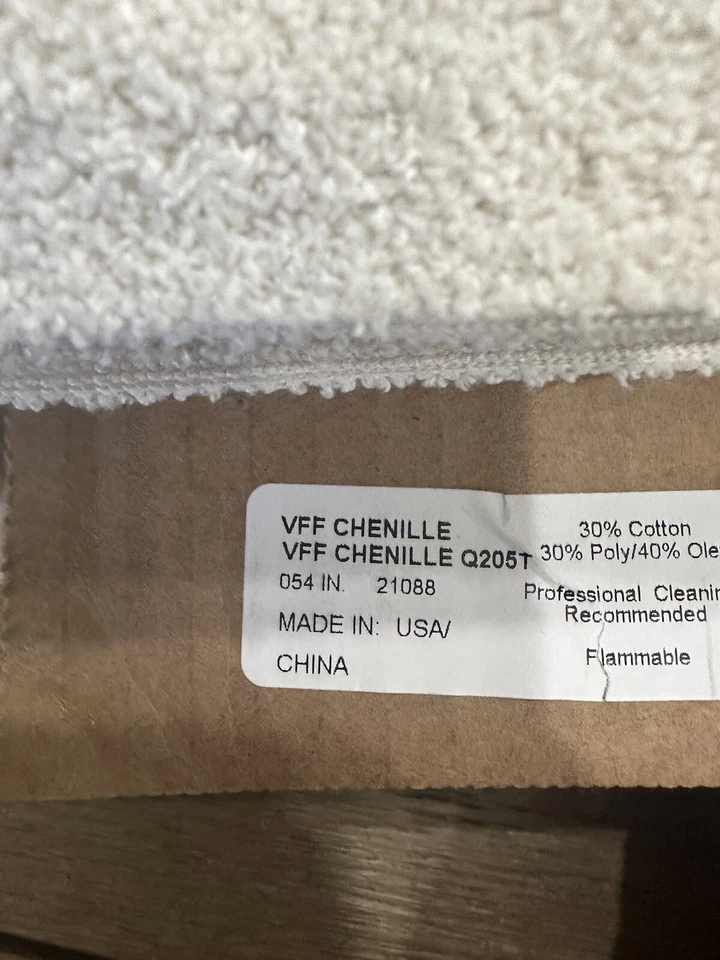 VFF CHENILLE
VFF CHENILLE Q205T
054 IN. 21088
MADE IN: USA/
CHINA
30% Cotton
30% Poly/40% Ole
Professional Cleanin
Recommended
Flammable